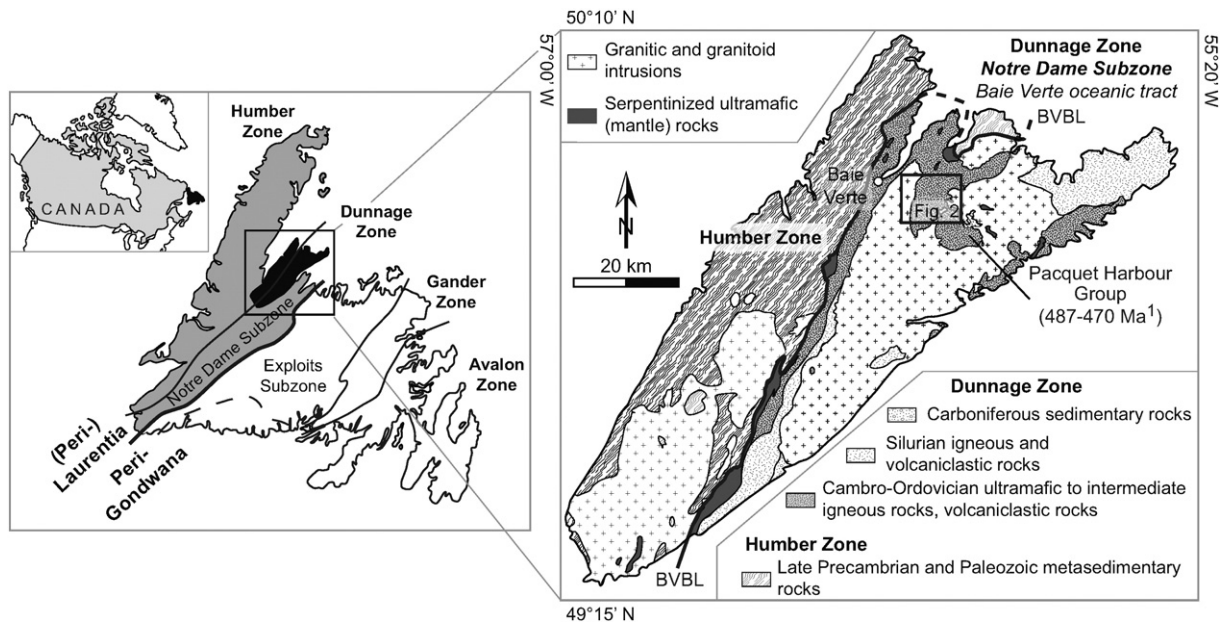 CANADA
Humber
Zone
Dunnage
Zone
Gander
Zone
Avalon
Zone
Notre Dame Subzone
Exploits
Subzone
(Peri-)
Laurentia
Peri-
Gondwana
50°10' N
57°00' W
55°20' W
49°15' N
Granitic and granitoid
intrusions
Serpentinized ultramafic
(mantle) rocks
Dunnage Zone
Notre Dame Subzone
Baie Verte oceanic tract
BVBL
Baie
Verte
Fig. 2
N
20 km
Humber Zone
Pacquet Harbour
Group
(487-470 Ma1)
BVBL
Dunnage Zone
Carboniferous sedimentary rocks
Silurian igneous and
volcaniclastic rocks
Cambro-Ordovician ultramafic to intermediate
igneous rocks, volcaniclastic rocks
Humber Zone
Late Precambrian and Paleozoic metasedimentary
rocks